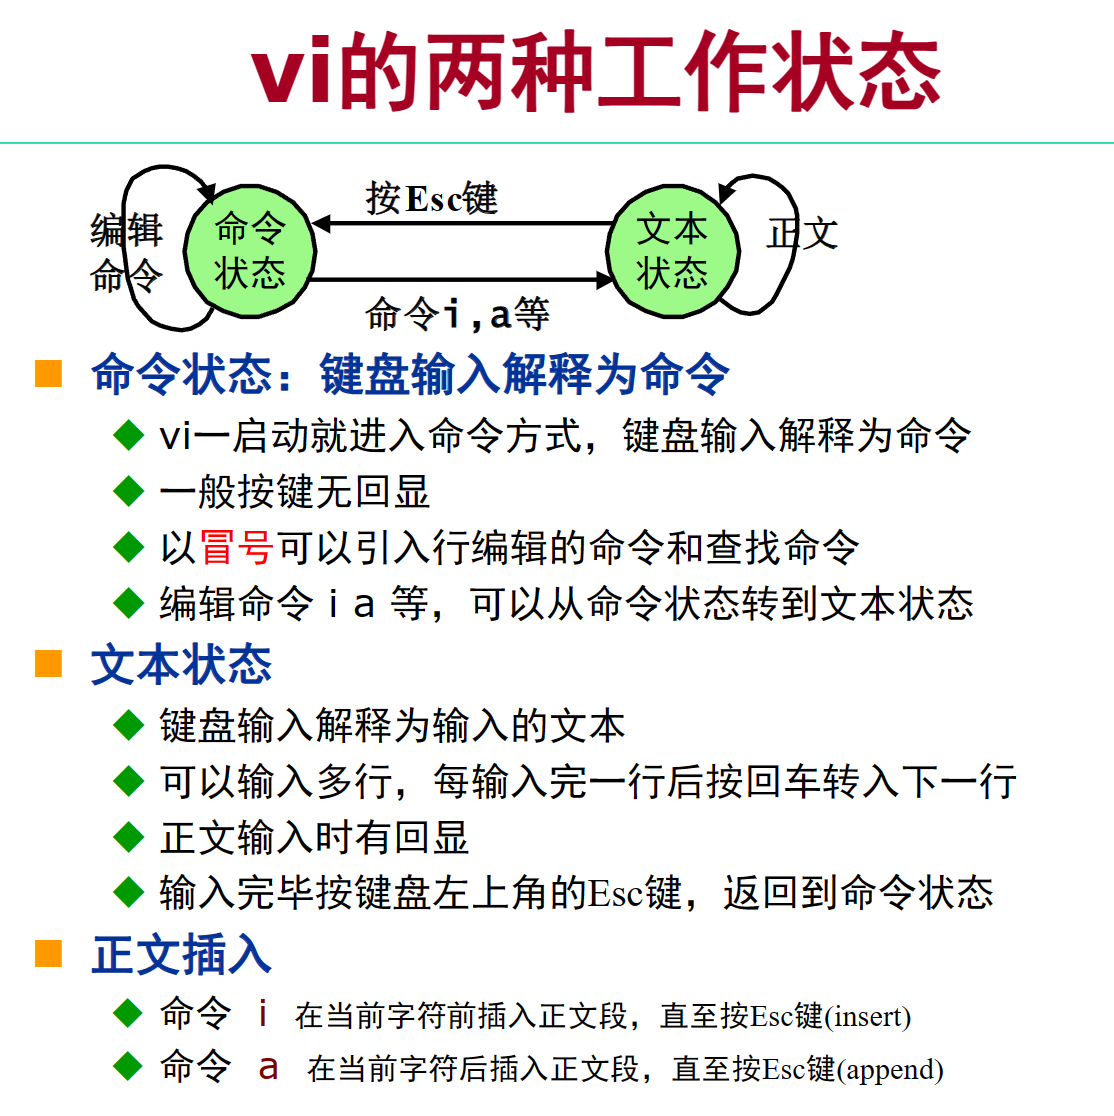 vi的两种工作状态
按Esc键
编辑
命令
命令
状态
文本
状态
正文
命令i,a等
命令状态：键盘输入解释为命令
vi一启动就进入命令方式，键盘输入解释为命令
一般按键无回显
以冒号可以引入行编辑的命令和查找命令
编辑命令 i a 等，可以从命令状态转到文本状态
文本状态
键盘输入解释为输入的文本
可以输入多行，每输入完一行后按回车转入下一行
正文输入时有回显
输入完毕按键盘左上角的Esc键，返回到命令状态
正文插入
命令 i 在当前字符前插入正文段，直至按Esc键(insert)
命令 a 在当前字符后插入正文段，直至按Esc键(append)